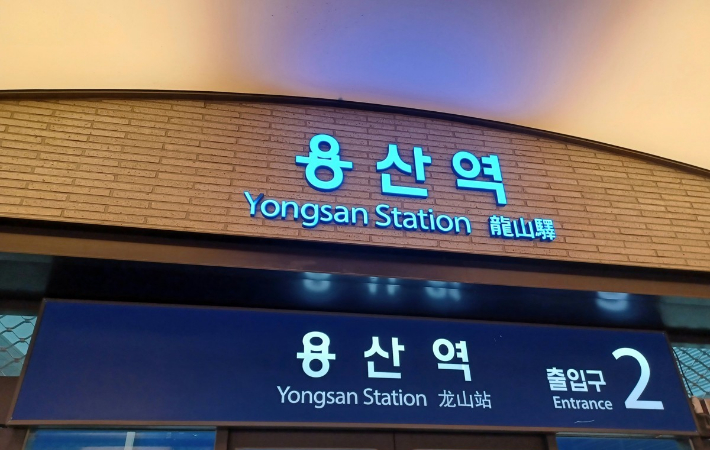 용산역
Yongsan Station 龍山驛
용산역
Yongsan Station 龙山站
출입구
Entrance
2